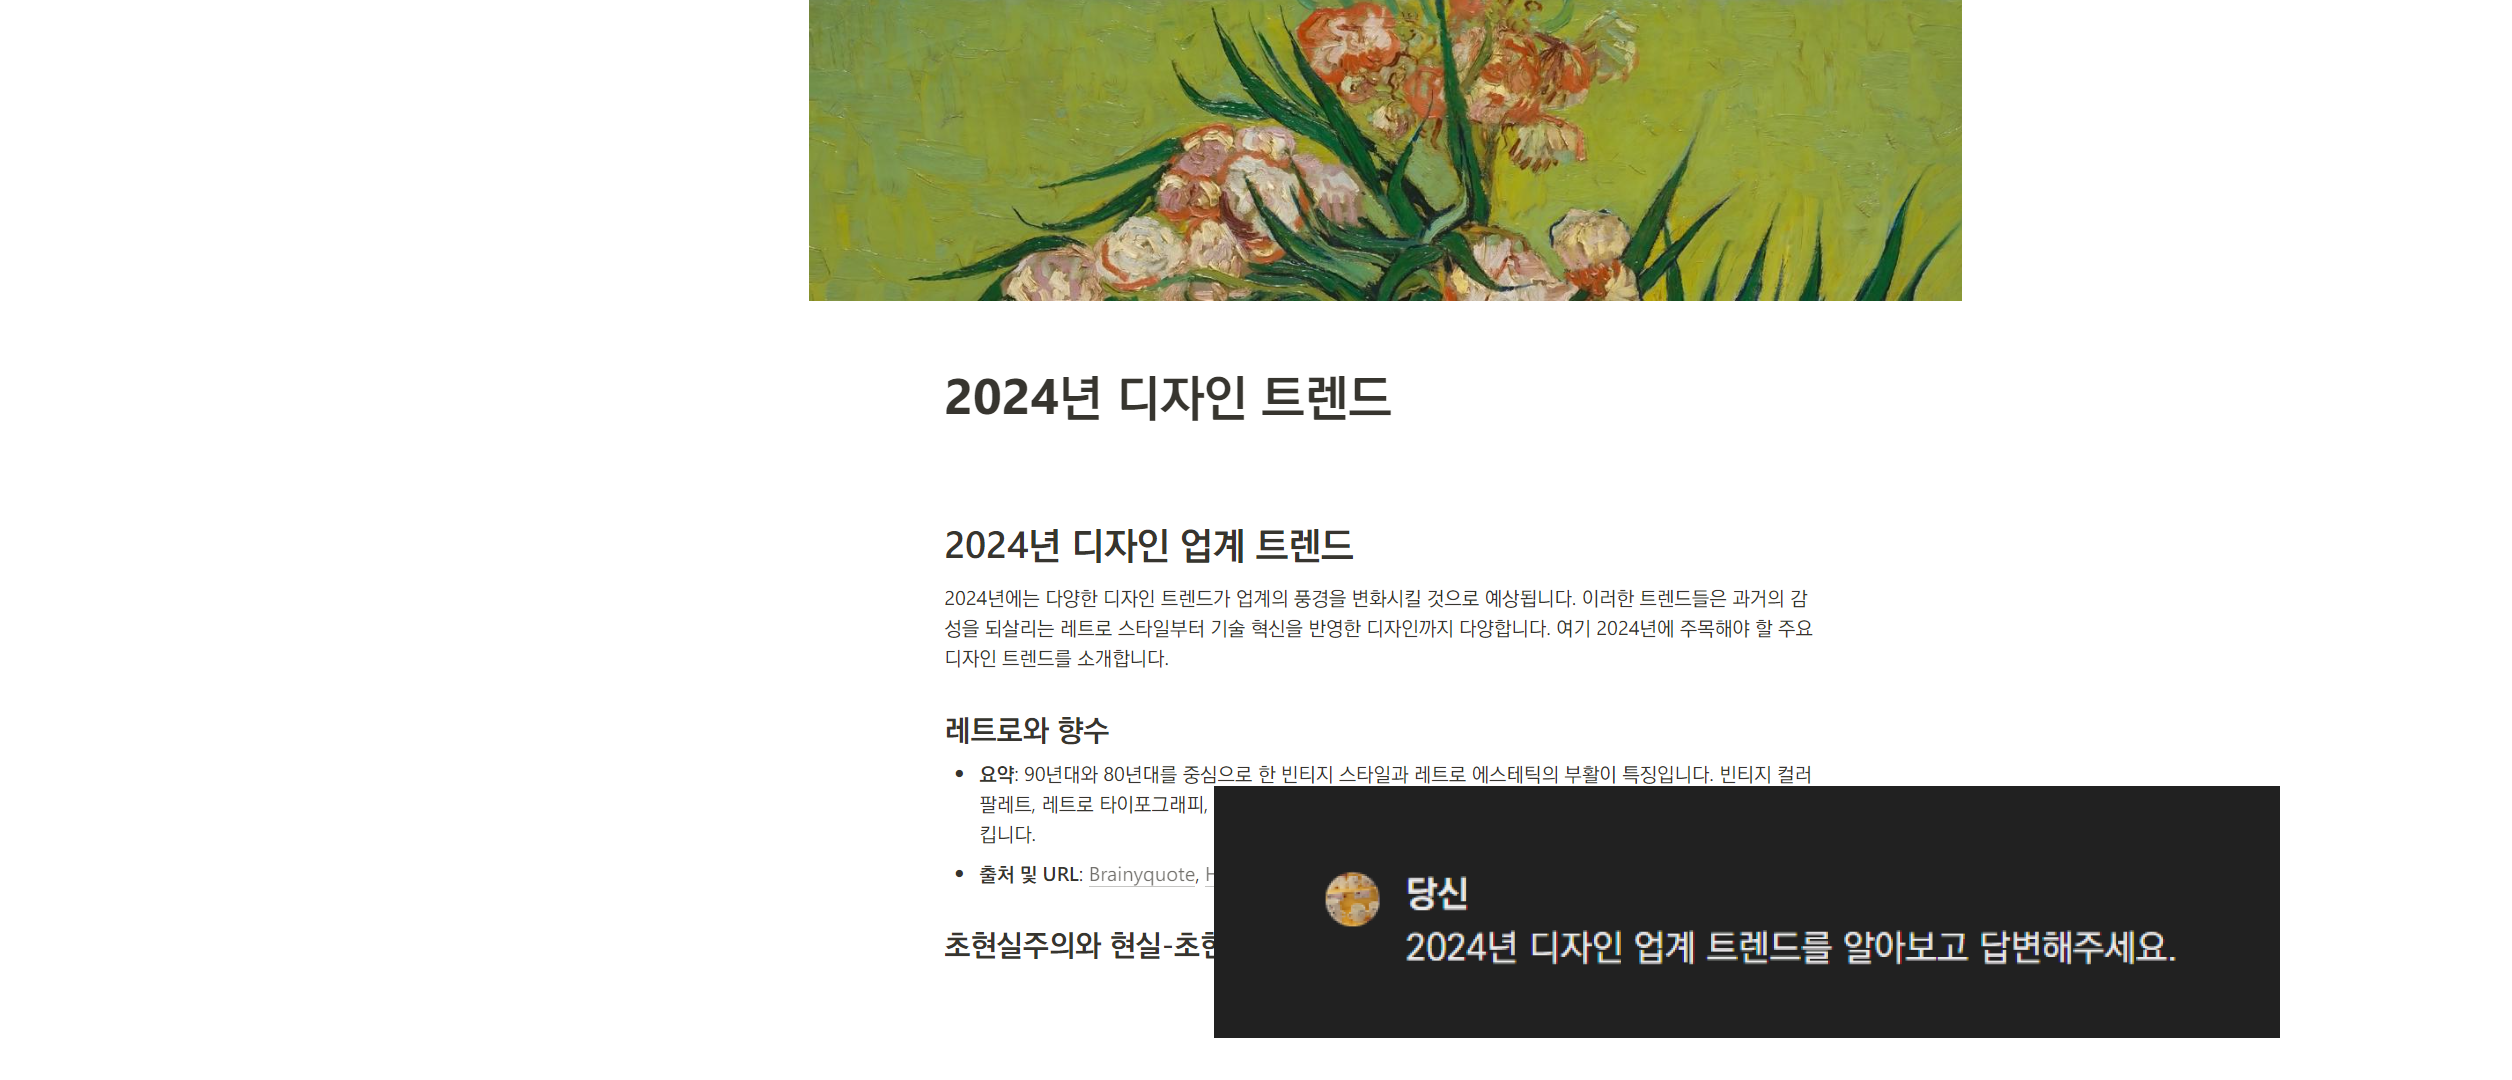 2024년 디자인 트렌드
2024년 디자인 업계 트렌드
2024년에는 다양한 디자인 트렌드가 업계의 풍경을 변화시킬 것으로 예상됩니다. 이러한 트렌드들은 과거의 감
성을 되살리는 레트로 스타일부터 기술 혁신을 반영한 디자인까지 다양합니다. 여기 2024년에 주목해야 할 주요
디자인 트렌드를 소개합니다.
레트로와 향수
• 요약: 90년대와 80년대를 중심으로 한 빈티지 스타일과 레트로 에스테틱의 부활이 특징입니다. 빈티지 컬러
팔레트, 레트로 타이포그래피,
킵니다.
• 출처 및 URL: Brainyquote,
초현실주의와 현실-초현
당신
2024년 디자인 업계 트렌드를 알아보고 답변해주세요.